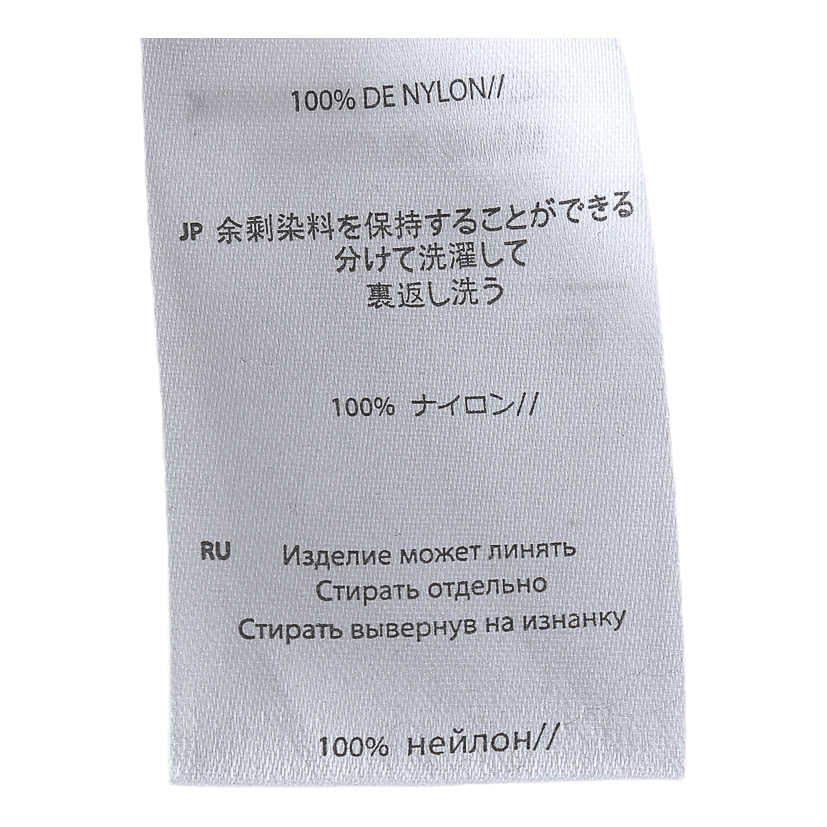 100% DE NYLON//
JP 余剰染料を保持することができる
分けて洗濯して
裏返し洗う
100% ナイロン//
RU Изделие может линять
Стирать отдельно
Стирать вывернув на изнанку
100% нейлон//